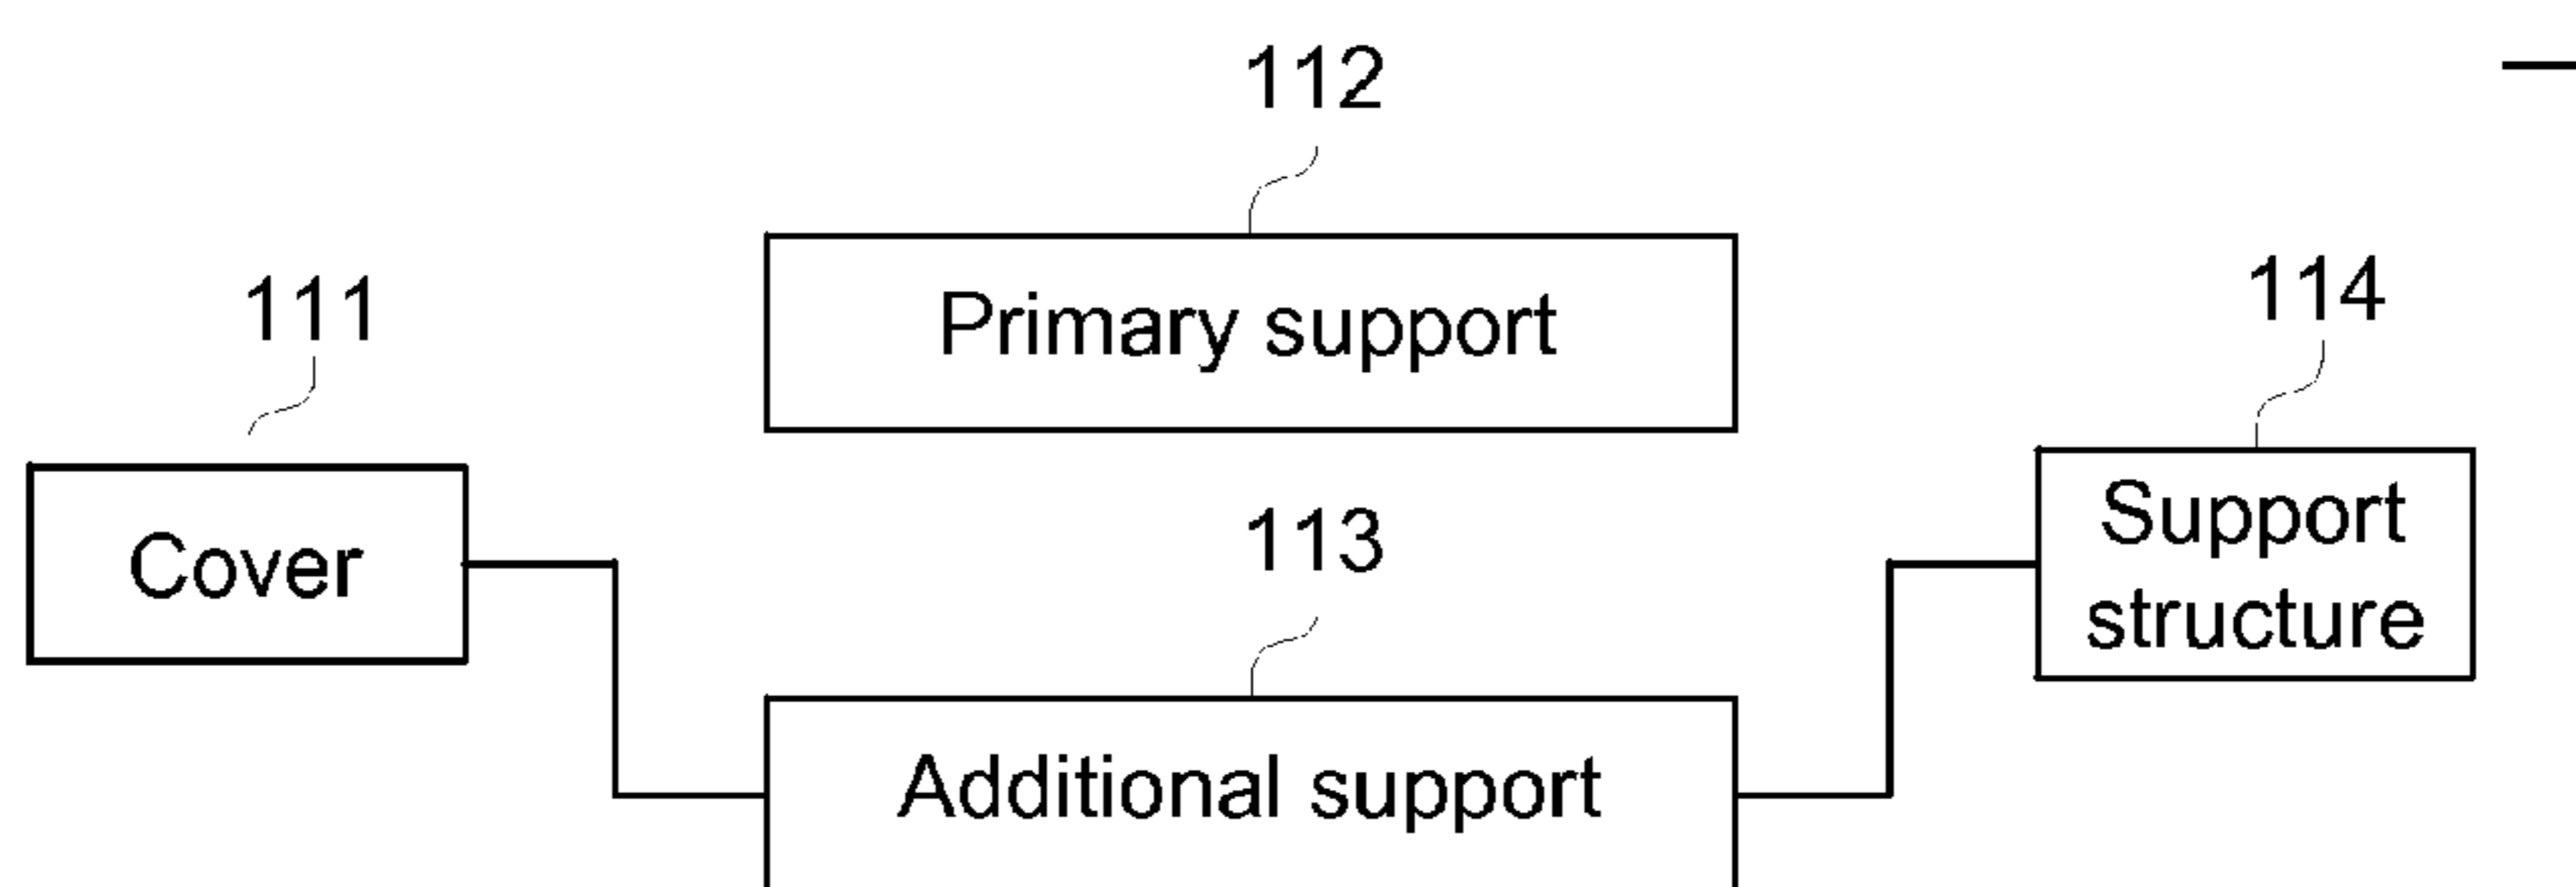 112
Primary support
111
114
Cover
Support
structure
113
Additional support